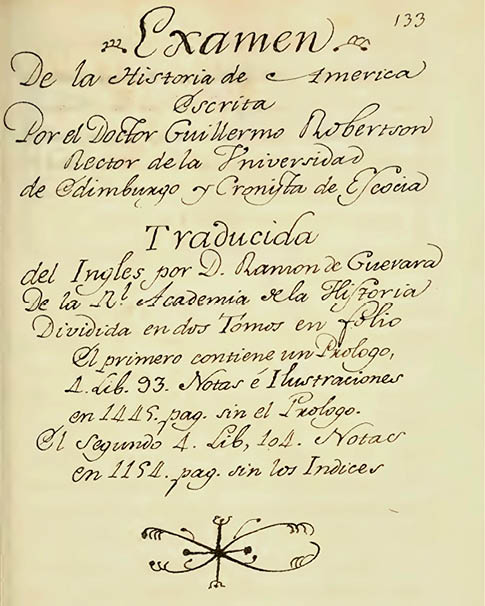 133
Examen
De la Historia de America
Escrita
Por el Doctor Guillermo Robertson
Rector de la Vniversidad
de Edimburgo y Cronista de Escocia
Traducida
del Ingles por D. Ramon de Guevara
De la Rl. Academia de la Historia
Dividida en dos Tomos en folio
El primero contiene un Prologo,
4. Lib. 93. Notas é Ilustraciones
en 1445. pag. sin el Prologo.
El Segundo 4. Lib, 104. Notas
en 1154. pag. sin los Indices